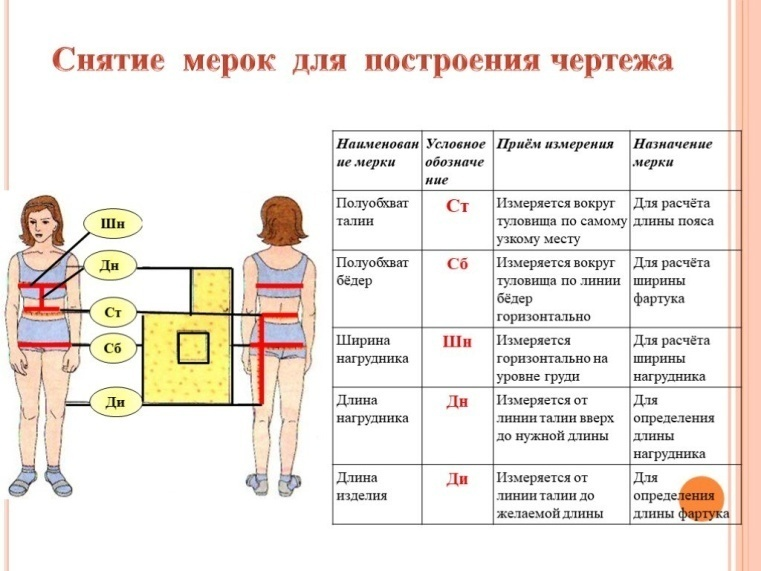 Снятие мерок для построения чертежа
Шн
Дн
Ст
Сб
Ди
Наименован
ие мерки
Условное
обозначе
ние
Приём измерения
Назначение
мерки
Полуобхват
талии
Ст
Измеряется вокруг
туловища по самому
узкому месту
Для расчёта
длины пояса
Полуобхват
бёдер
Сб
Измеряется вокруг
туловища по линии
бёдер
горизонтально
Для расчёта
ширины
фартука
Ширина
нагрудника
Шн
Измеряется
горизонтально на
уровне груди
Для расчёта
ширины
нагрудника
Длина
нагрудника
Дн
Измеряется от
линии талии вверх
до нужной длины
Для
определения
длины
нагрудника
Длина
изделия
Ди
Измеряется от
линии талии до
желаемой длины
Для
определения
длины фартука